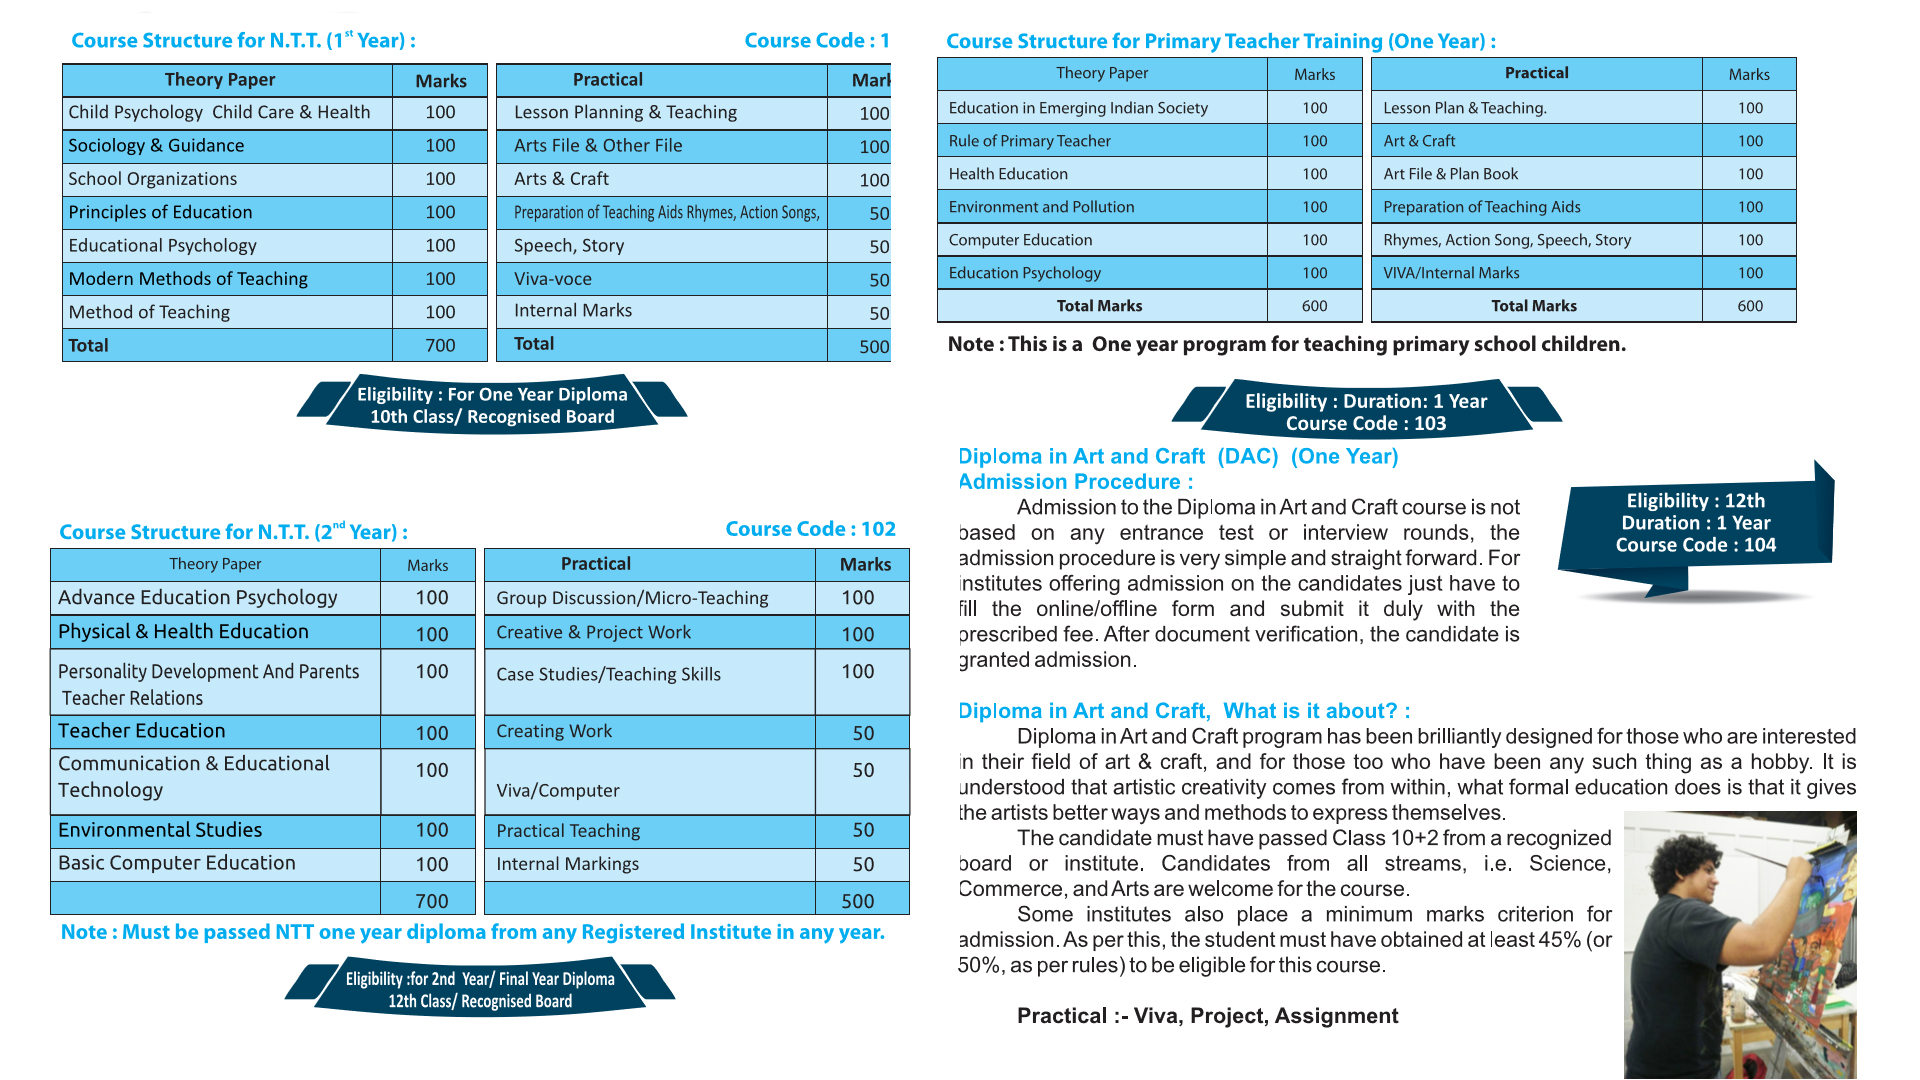 Course Structure for N.T.T. (1st Year) :
Course Code : 1
Theory Paper Marks Practical Mark
Child Psychology Child Care & Health 100 Lesson Planning & Teaching 100
Sociology & Guidance 100 Arts File & Other File 100
School Organizations 100 Arts & Craft 100
Principles of Education 100 Preparation of Teaching Aids Rhymes, Action Songs, 50
Educational Psychology 100 Speech, Story 50
Modern Methods of Teaching 100 Viva-voce 50
Method of Teaching 100 Internal Marks 50
Total 700 Total 500
Eligibility : For One Year Diploma
10th Class/ Recognised Board
Course Structure for N.T.T. (2nd Year) :
Course Code : 102
Theory Paper Marks Practical Marks
Advance Education Psychology 100 Group Discussion/Micro-Teaching 100
Physical & Health Education 100 Creative & Project Work 100
Personality Development And Parents
Teacher Relations 100 Case Studies/Teaching Skills 100
Teacher Education 100 Creating Work 50
Communication & Educational
Technology 100 Viva/Computer 50
Environmental Studies 100 Practical Teaching 50
Basic Computer Education 100 Internal Markings 50
700 500
Note : Must be passed NTT one year diploma from any Registered Institute in any year.
Eligibility :for 2nd Year/ Final Year Diploma
12th Class/ Recognised Board
Course Structure for Primary Teacher Training (One Year) :
Theory Paper Marks Practical Marks
Education in Emerging Indian Society 100 Lesson Plan & Teaching. 100
Rule of Primary Teacher 100 Art & Craft 100
Health Education 100 Art File & Plan Book 100
Environment and Pollution 100 Preparation of Teaching Aids 100
Computer Education 100 Rhymes, Action Song, Speech, Story 100
Education Psychology 100 VIVA/Internal Marks 100
Total Marks 600 Total Marks 600
Note : This is a One year program for teaching primary school children.
Eligibility : Duration: 1 Year
Course Code : 103
Diploma in Art and Craft (DAC) (One Year)
Admission Procedure :
Admission to the Diploma in Art and Craft course is not
based on any entrance test or interview rounds, the
admission procedure is very simple and straight forward. For
institutes offering admission on the candidates just have to
fill the online/offline form and submit it duly with the
prescribed fee. After document verification, the candidate is
granted admission.
Eligibility : 12th
Duration : 1 Year
Course Code : 104
Diploma in Art and Craft, What is it about? :
Diploma in Art and Craft program has been brilliantly designed for those who are interested
in their field of art & craft, and for those too who have been any such thing as a hobby. It is
understood that artistic creativity comes from within, what formal education does is that it gives
the artists better ways and methods to express themselves.
The candidate must have passed Class 10+2 from a recognized
board or institute. Candidates from all streams, i.e. Science,
Commerce, and Arts are welcome for the course.
Some institutes also place a minimum marks criterion for
admission. As per this, the student must have obtained at least 45% (or
50%, as per rules) to be eligible for this course.
Practical :- Viva, Project, Assignment